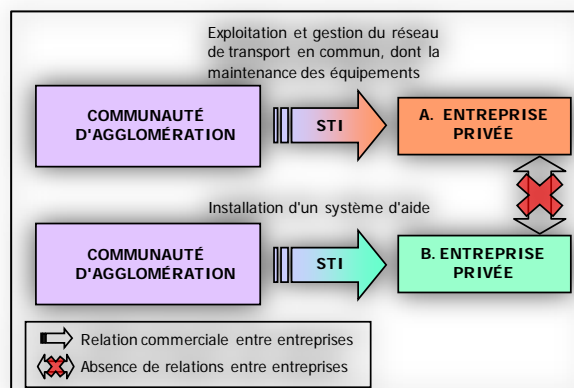 Exploitation et gestion du réseau
de transport en commun, dont la
maintenance des équipements
COMMUNAUTÉ
D'AGGLOMÉRATION
STI
A. ENTREPRISE
PRIVÉE
Installation d'un système d'aide
COMMUNAUTÉ
D'AGGLOMÉRATION
STI
B. ENTREPRISE
PRIVÉE
Relation commerciale entre entreprises
Absence de relations entre entreprises